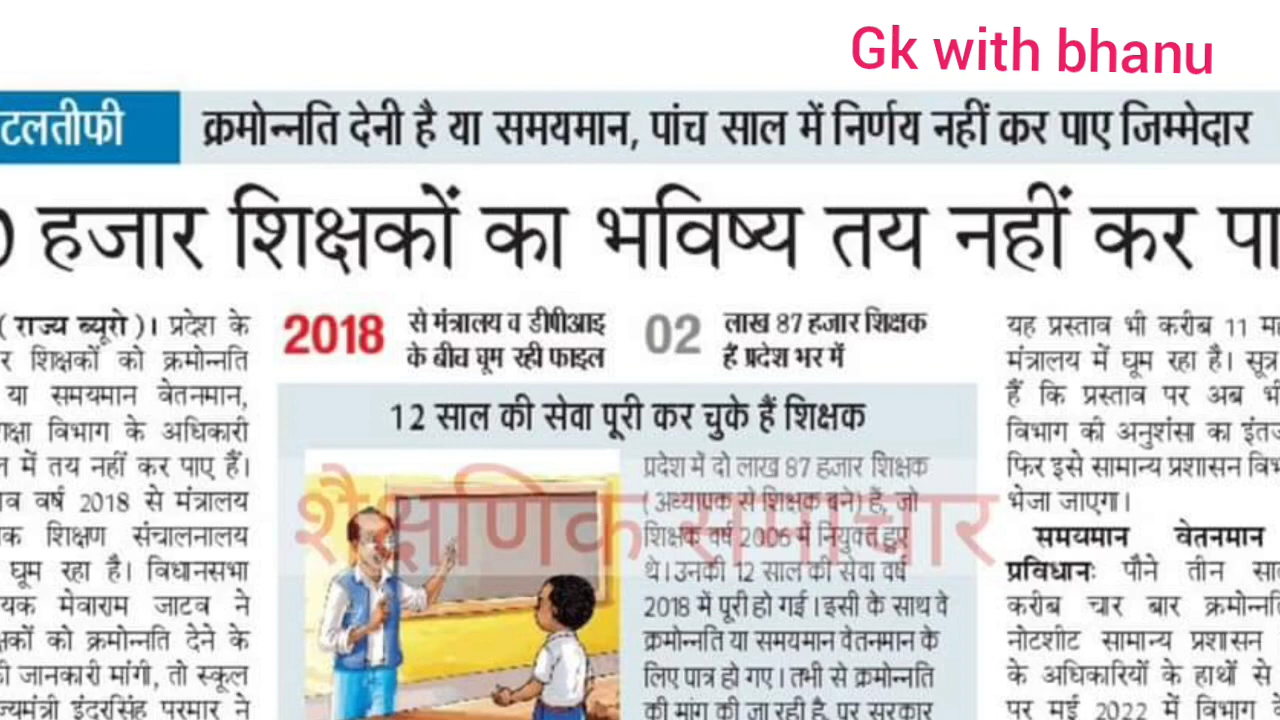 Gk with bhanu
टलतीफी
क्रमोन्नति देनी है या समयमान, पांच साल में निर्णय नहीं कर पाए जिम्मेदार
हजार शिक्षकों का भविष्य तय नहीं कर पा
( राज्य ब्यूरो )। प्रदेश के
र शिक्षकों को क्रमोन्नति
या समयमान वेतनमान,
विभाग के अधिकारी
में तय नहीं कर पाए हैं।
व वर्ष 2018 से मंत्रालय
क शिक्षण संचालनालय
घूम रहा है। विधानसभा
यक मेवाराम जाटव ने
को क्रमोन्नति देने के
जानकारी मांगी, तो स्कूल
इंदरसिंह परमार ने
2018 से मंत्रालय व डीपीआइ
के बीच घूम रही फाइल
02 लाख 87 हजार शिक्षक
हैं प्रदेश भर में
12 साल की सेवा पूरी कर चुके हैं शिक्षक
शैक्षणिक समाचार
प्रदेश में दो लाख 87 हजार शिक्षक
( अध्यापक से शिक्षक बने) हैं, जो
शिक्षक वर्ष 2006 में नियुक्त हुए
थे। उनकी 12 साल की सेवा वर्ष
2018 में पूरी हो गई। इसी के साथ वे
क्रमोन्नति या समयमान वेतनमान के
लिए पात्र हो गए। तभी से क्रमोन्नति
की मांग की जा रही है, पर सरकार
यह प्रस्ताव भी करीब 11
मंत्रालय में घूम रहा है। सूत्र
हैं कि प्रस्ताव पर अब
विभाग की अनुशंसा का
फिर इसे सामान्य प्रशासन
भेजा जाएगा।
समयमान वेतनमान
प्रविधानः पौने तीन
करीब चार बार
नोटशीट सामान्य प्रशासन
के अधिकारियों के हाथों से
पर मई 2022 में विभाग